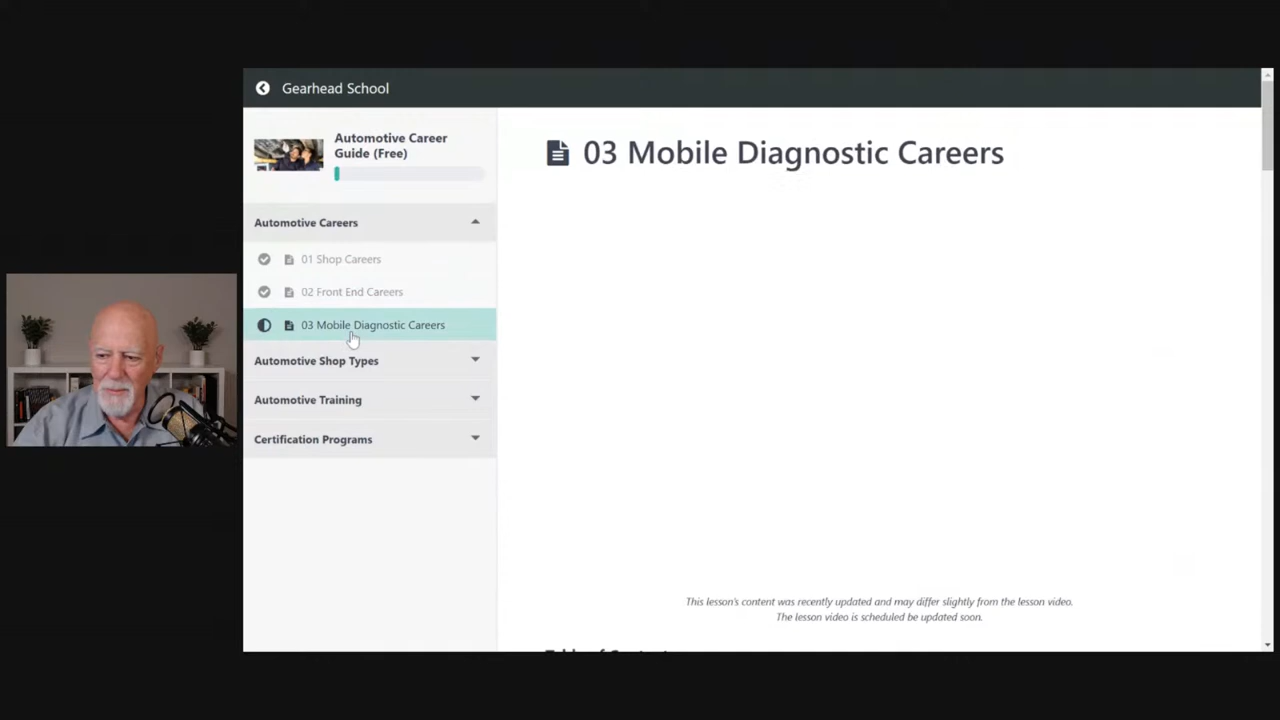 Gearhead School
Automotive Career
Guide (Free)
Automotive Careers
01 Shop Careers
02 Front End Careers
03 Mobile Diagnostic Careers
Automotive Shop Types
Automotive Training
Certification Programs
03 Mobile Diagnostic Careers
This lesson's content was recently updated and may differ slightly from the lesson video.
The lesson video is scheduled be updated soon.